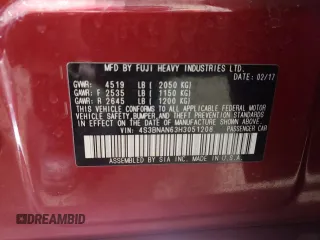 MFD BY FUJI HEAVY INDUSTRIES LTD.
DATE: 02/17
GVWR: 4519 LB ( 2050 KG)
GAWR: F 2535 LB ( 1150 KG)
GAWR: R 2645 LB ( 1200 KG)
THIS VEHICLE CONFORMS TO ALL APPLICABLE FEDERAL MOTOR
VEHICLE SAFETY, BUMPER, AND THEFT PREVENTION STANDARDS
IN EFFECT ON THE DATE OF MANUFACTURE SHOWN ABOVE.
VIN: 4S3BNAN63H3051208 PASSENGER CAR
ASSEMBLED BY SIA, MADE IN U.S.A.
© DREAMBID